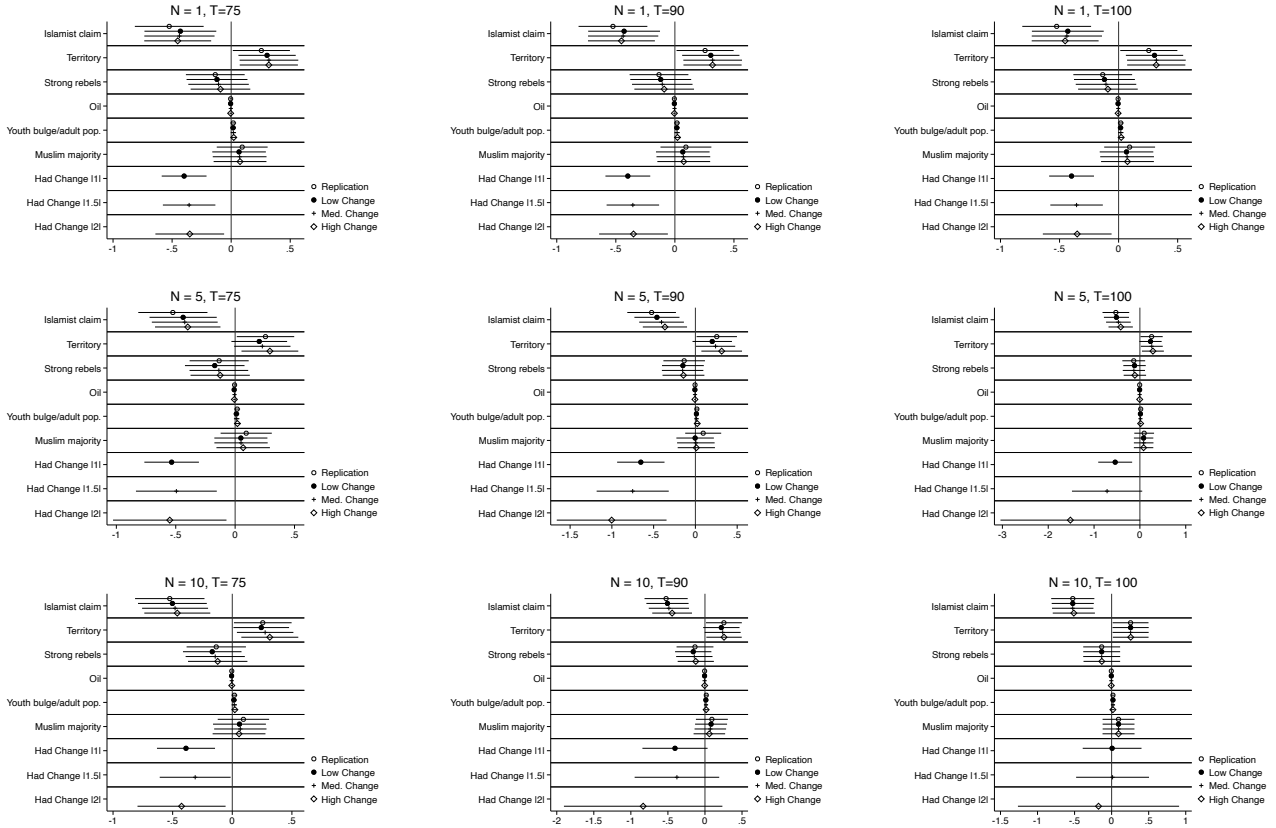 N = 1, T=75
Islamist claim
Territory
Strong rebels
Oil
Youth bulge/adult pop.
Muslim majority
Had Change |1|
Had Change |1.5|
Had Change |2|
Replication
Low Change
Med. Change
High Change
-1 -.5 0 .5
N = 1, T=90
Islamist claim
Territory
Strong rebels
Oil
Youth bulge/adult pop.
Muslim majority
Had Change |1|
Had Change |1.5|
Had Change |2|
Replication
Low Change
Med. Change
High Change
-1 -.5 0 .5
N = 1, T=100
Islamist claim
Territory
Strong rebels
Oil
Youth bulge/adult pop.
Muslim majority
Had Change |1|
Had Change |1.5|
Had Change |2|
Replication
Low Change
Med. Change
High Change
-1 -.5 0 .5
N = 5, T=75
Islamist claim
Territory
Strong rebels
Oil
Youth bulge/adult pop.
Muslim majority
Had Change |1|
Had Change |1.5|
Had Change |2|
Replication
Low Change
Med. Change
High Change
-1 -.5 0 .5
N = 5, T=90
Islamist claim
Territory
Strong rebels
Oil
Youth bulge/adult pop.
Muslim majority
Had Change |1|
Had Change |1.5|
Had Change |2|
Replication
Low Change
Med. Change
High Change
-1.5 -1 -.5 0 .5
N = 5, T=100
Islamist claim
Territory
Strong rebels
Oil
Youth bulge/adult pop.
Muslim majority
Had Change |1|
Had Change |1.5|
Had Change |2|
Replication
Low Change
Med. Change
High Change
-3 -2 -1 0 1
N = 10, T= 75
Islamist claim
Territory
Strong rebels
Oil
Youth bulge/adult pop.
Muslim majority
Had Change |1|
Had Change |1.5|
Had Change |2|
Replication
Low Change
Med. Change
High Change
-1 -.5 0 .5
N = 10, T=90
Islamist claim
Territory
Strong rebels
Oil
Youth bulge/adult pop.
Muslim majority
Had Change |1|
Had Change |1.5|
Had Change |2|
Replication
Low Change
Med. Change
High Change
-2 -1.5 -1 -.5 0 .5
N = 10, T= 100
Islamist claim
Territory
Strong rebels
Oil
Youth bulge/adult pop.
Muslim majority
Had Change |1|
Had Change |1.5|
Had Change |2|
Replication
Low Change
Med. Change
High Change
-1.5 -1 -.5 0 .5 1